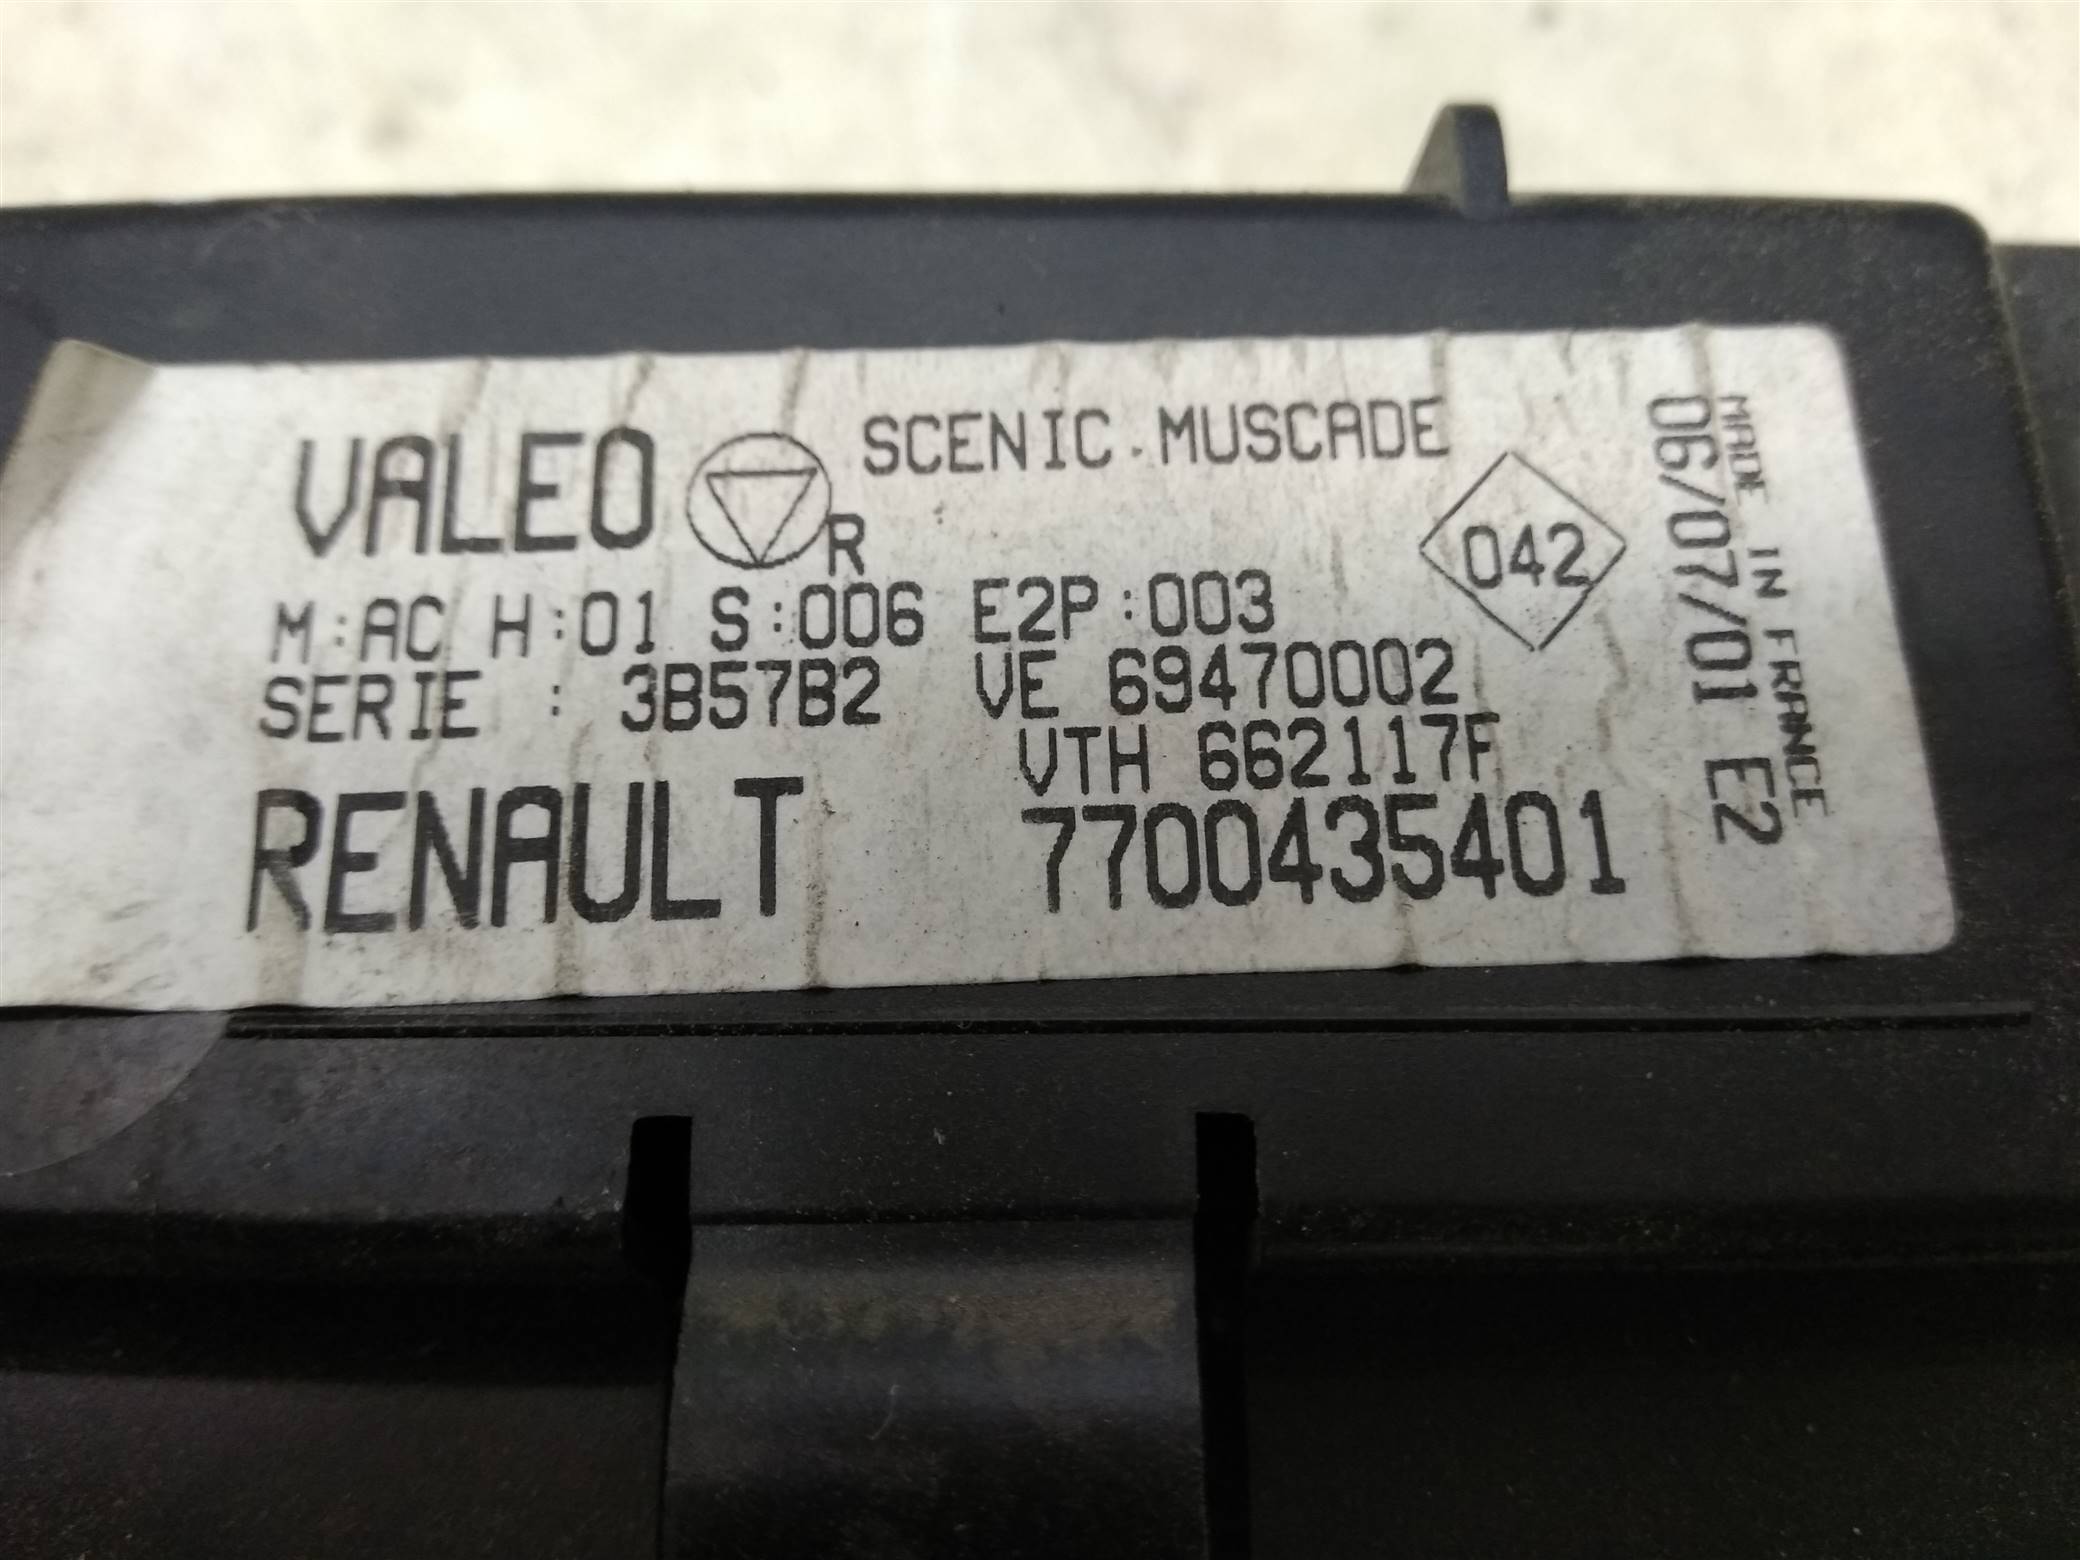 VALEO R SCENIC.MUSCADE
042
M:AC H:01 S:006 E2P:003
SERIE : 3B57B2 VE 69470002
VTH 662117F
RENAULT 7700435401
MADE IN FRANCE
06/07/01 E2